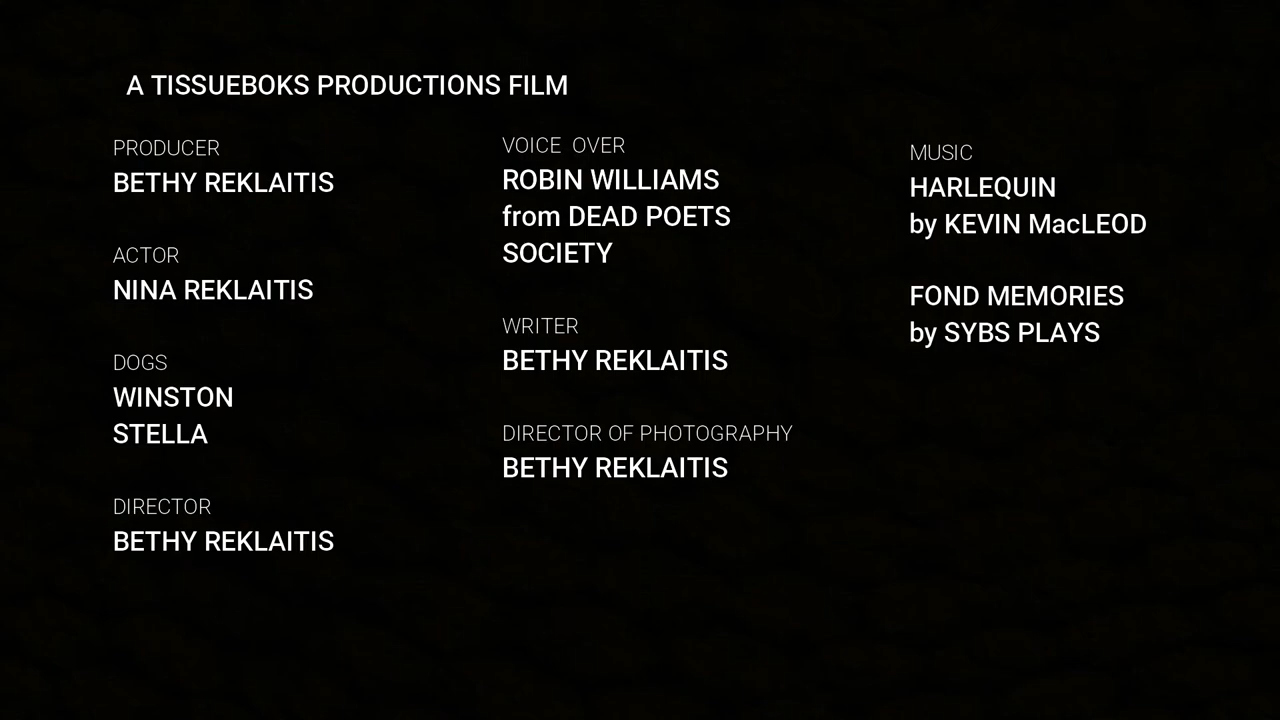 A TISSUEBOKS PRODUCTIONS FILM
PRODUCER
BETHY REKLAITIS
ACTOR
NINA REKLAITIS
DOGS
WINSTON
STELLA
DIRECTOR
BETHY REKLAITIS
VOICE OVER
ROBIN WILLIAMS
from DEAD POETS
SOCIETY
WRITER
BETHY REKLAITIS
DIRECTOR OF PHOTOGRAPHY
BETHY REKLAITIS
MUSIC
HARLEQUIN
by KEVIN MacLEOD
FOND MEMORIES
by SYBS PLAYS